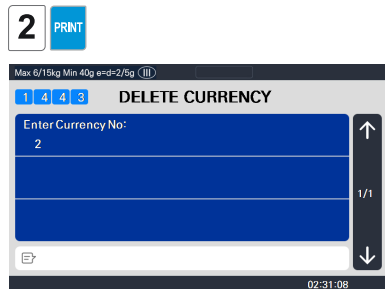 2 PRINT
Max 6/15kg Min 40g e=d=2/5g III
1 4 4 3 DELETE CURRENCY
Enter Currency No:
2
1/1
02:31:08